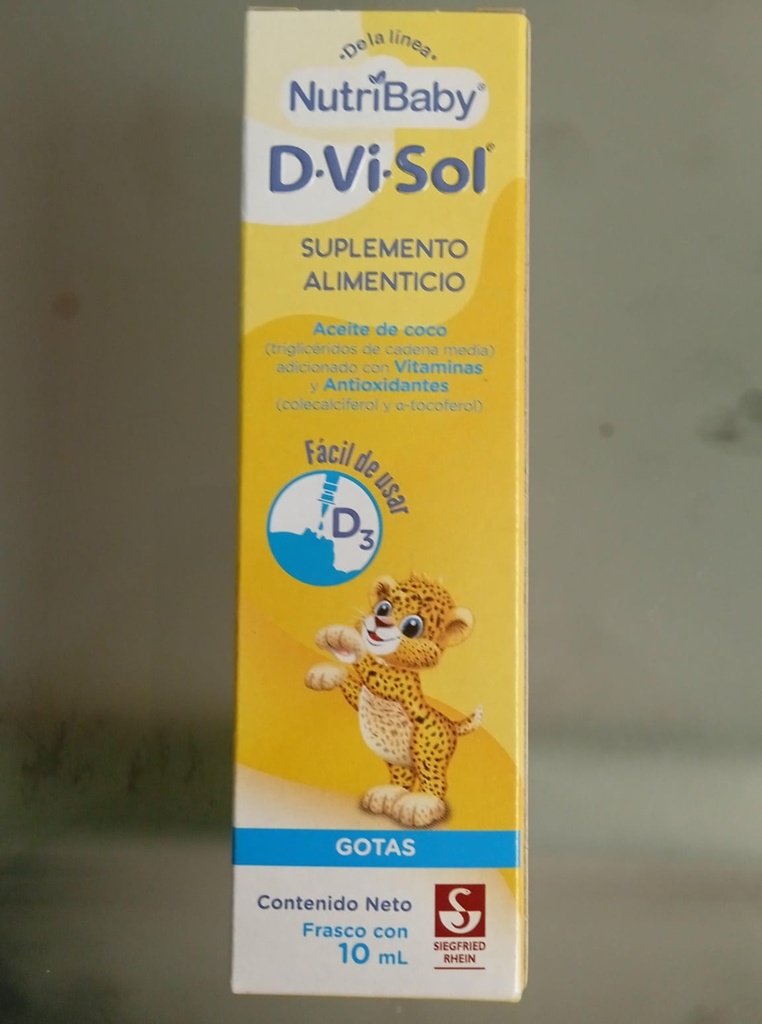 •De la línea•
NutriBaby®
D•Vi•Sol®
SUPLEMENTO
ALIMENTICIO
Aceite de coco
(triglicéridos de cadena media)
adicionado con Vitaminas
y Antioxidantes
(colecalciferol y α-tocoferol)
Fácil de usar
D3
GOTAS
Contenido Neto
Frasco con
10 mL
SIEGFRIED
RHEIN